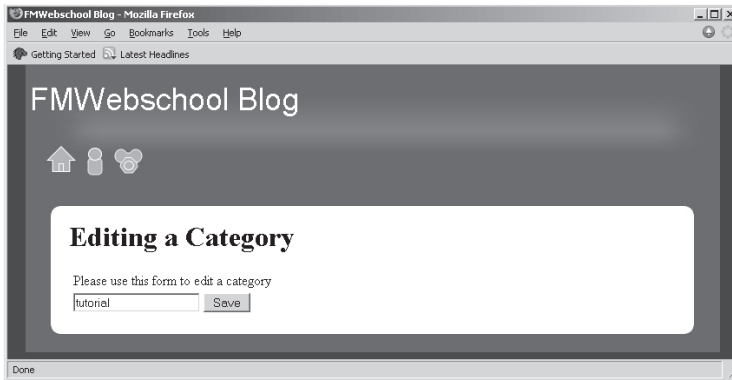 FMWebschool Blog - Mozilla Firefox
File Edit View Go Bookmarks Tools Help
Getting Started Latest Headlines
FMWebschool Blog
Editing a Category
Please use this form to edit a category
tutorial Save
Done